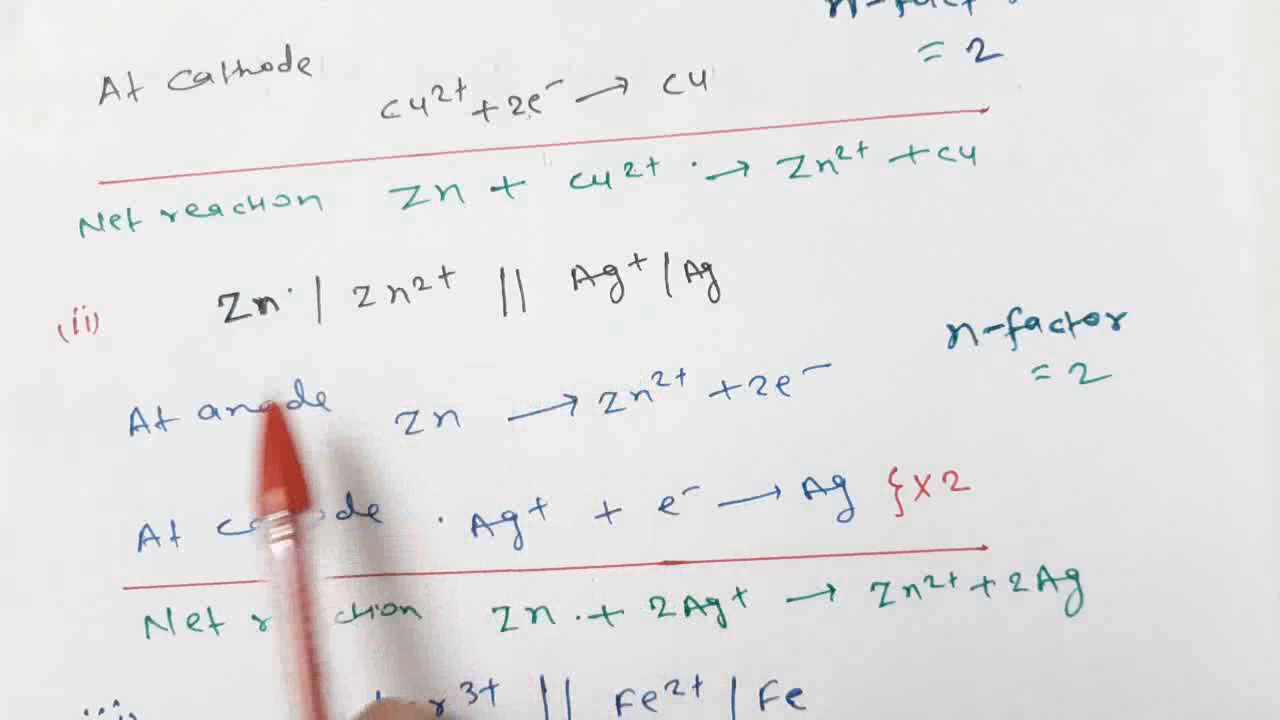 = 2
At Cathode Cu²⁺ + 2e⁻ → Cu
Net reaction Zn + Cu²⁺ → Zn²⁺ + Cu
(ii) Zn | Zn²⁺ || Ag⁺ | Ag
n-factor
= 2
At anode Zn → Zn²⁺ + 2e⁻
At Ag⁺ + e⁻ → Ag } × 2
Net Zn + 2Ag⁺ → Zn²⁺ + 2Ag
|| Fe²⁺ | Fe